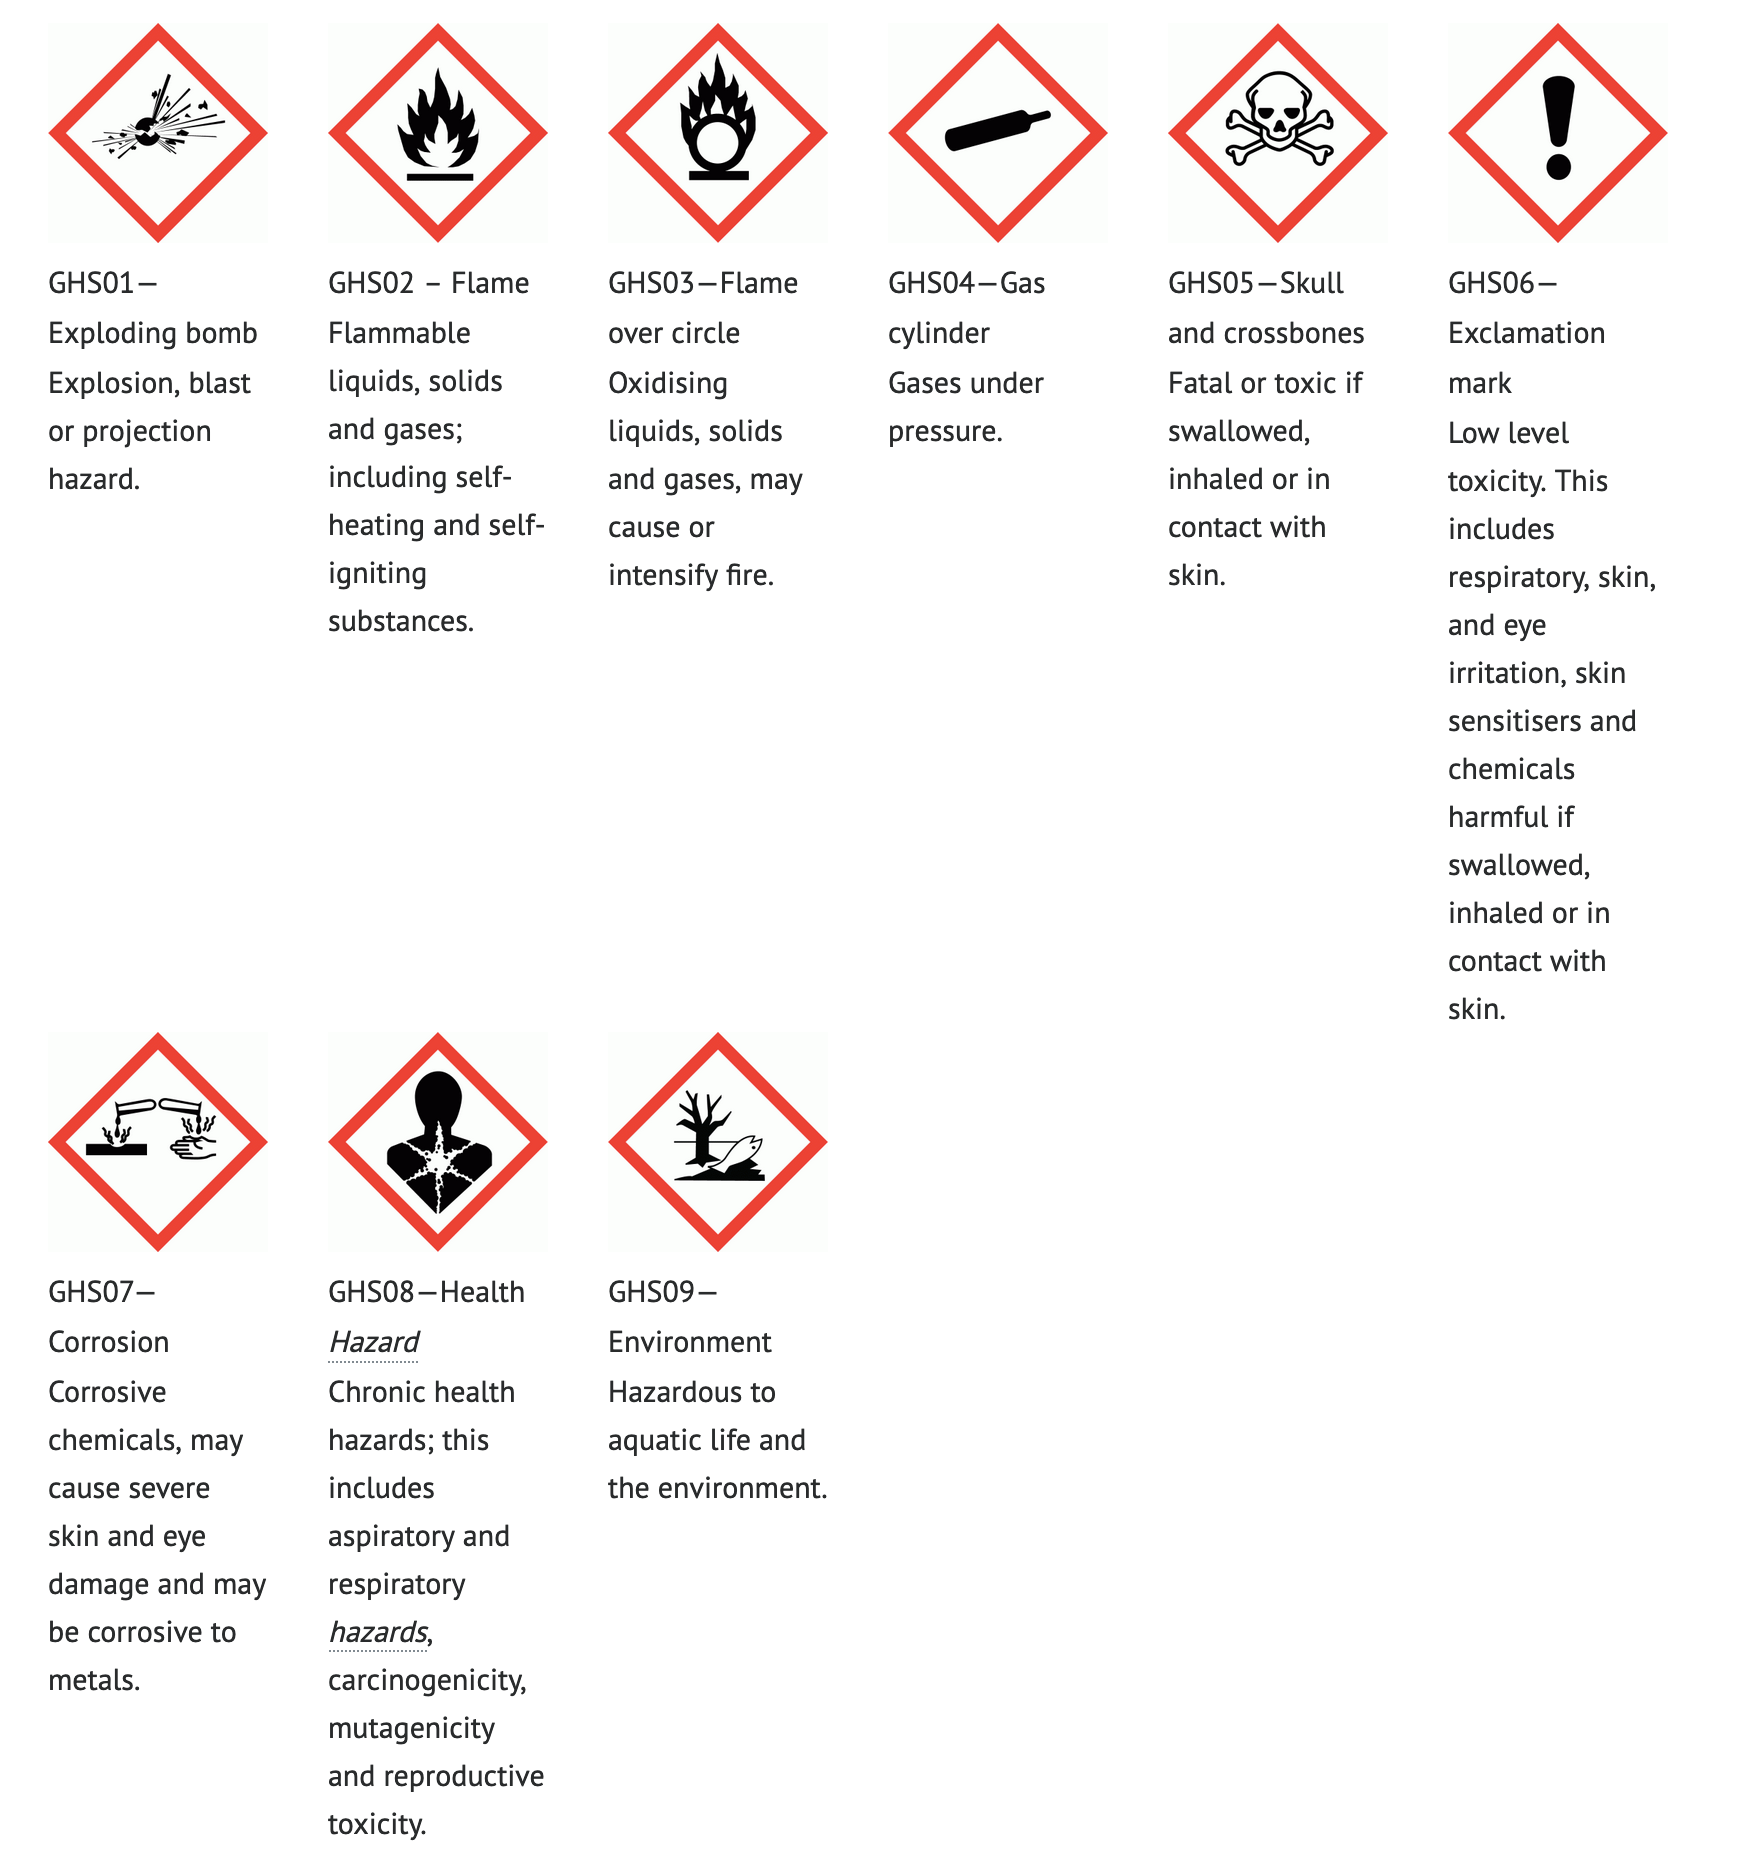 GHS01—
Exploding bomb
Explosion, blast
or projection
hazard.
GHS02 – Flame
Flammable
liquids, solids
and gases;
including self-
heating and self-
igniting
substances.
GHS03—Flame
over circle
Oxidising
liquids, solids
and gases, may
cause or
intensify fire.
GHS04—Gas
cylinder
Gases under
pressure.
GHS05—Skull
and crossbones
Fatal or toxic if
swallowed,
inhaled or in
contact with
skin.
GHS06—
Exclamation
mark
Low level
toxicity. This
includes
respiratory, skin,
and eye
irritation, skin
sensitisers and
chemicals
harmful if
swallowed,
inhaled or in
contact with
skin.
GHS07—
Corrosion
Corrosive
chemicals, may
cause severe
skin and eye
damage and may
be corrosive to
metals.
GHS08—Health
Hazard
Chronic health
hazards; this
includes
aspiratory and
respiratory
hazards,
carcinogenicity,
mutagenicity
and reproductive
toxicity.
GHS09—
Environment
Hazardous to
aquatic life and
the environment.